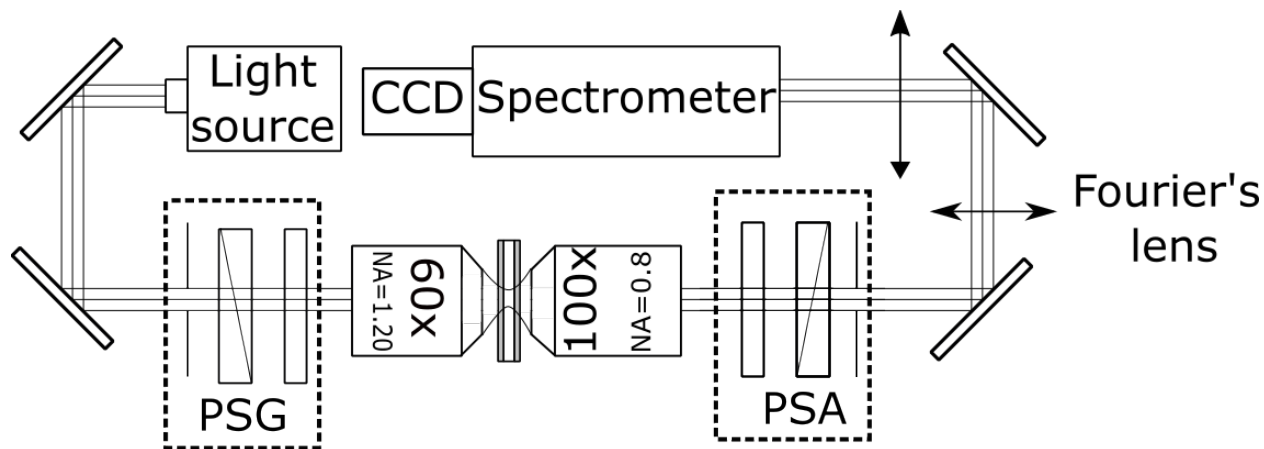 Light
source
CCD
Spectrometer
Fourier's
lens
NA=1.20
60x
100x
NA=0.8
PSG
PSA